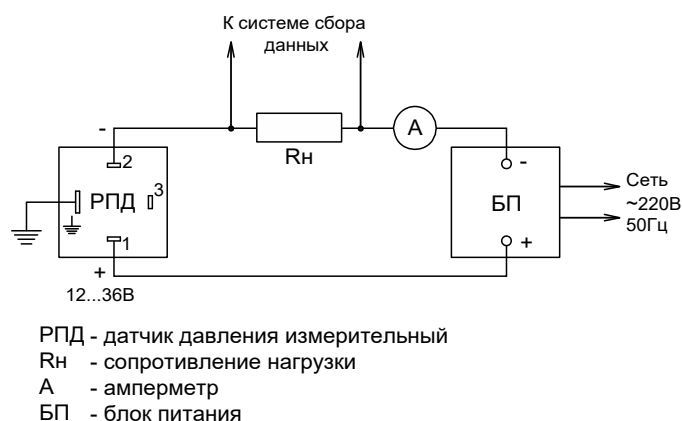 К системе сбора
данных
Rн
А
-
2
РПД
3
1
+
12...36В
-
БП
+
Сеть
~220В
50Гц
РПД - датчик давления измерительный
Rн - сопротивление нагрузки
А - амперметр
БП - блок питания